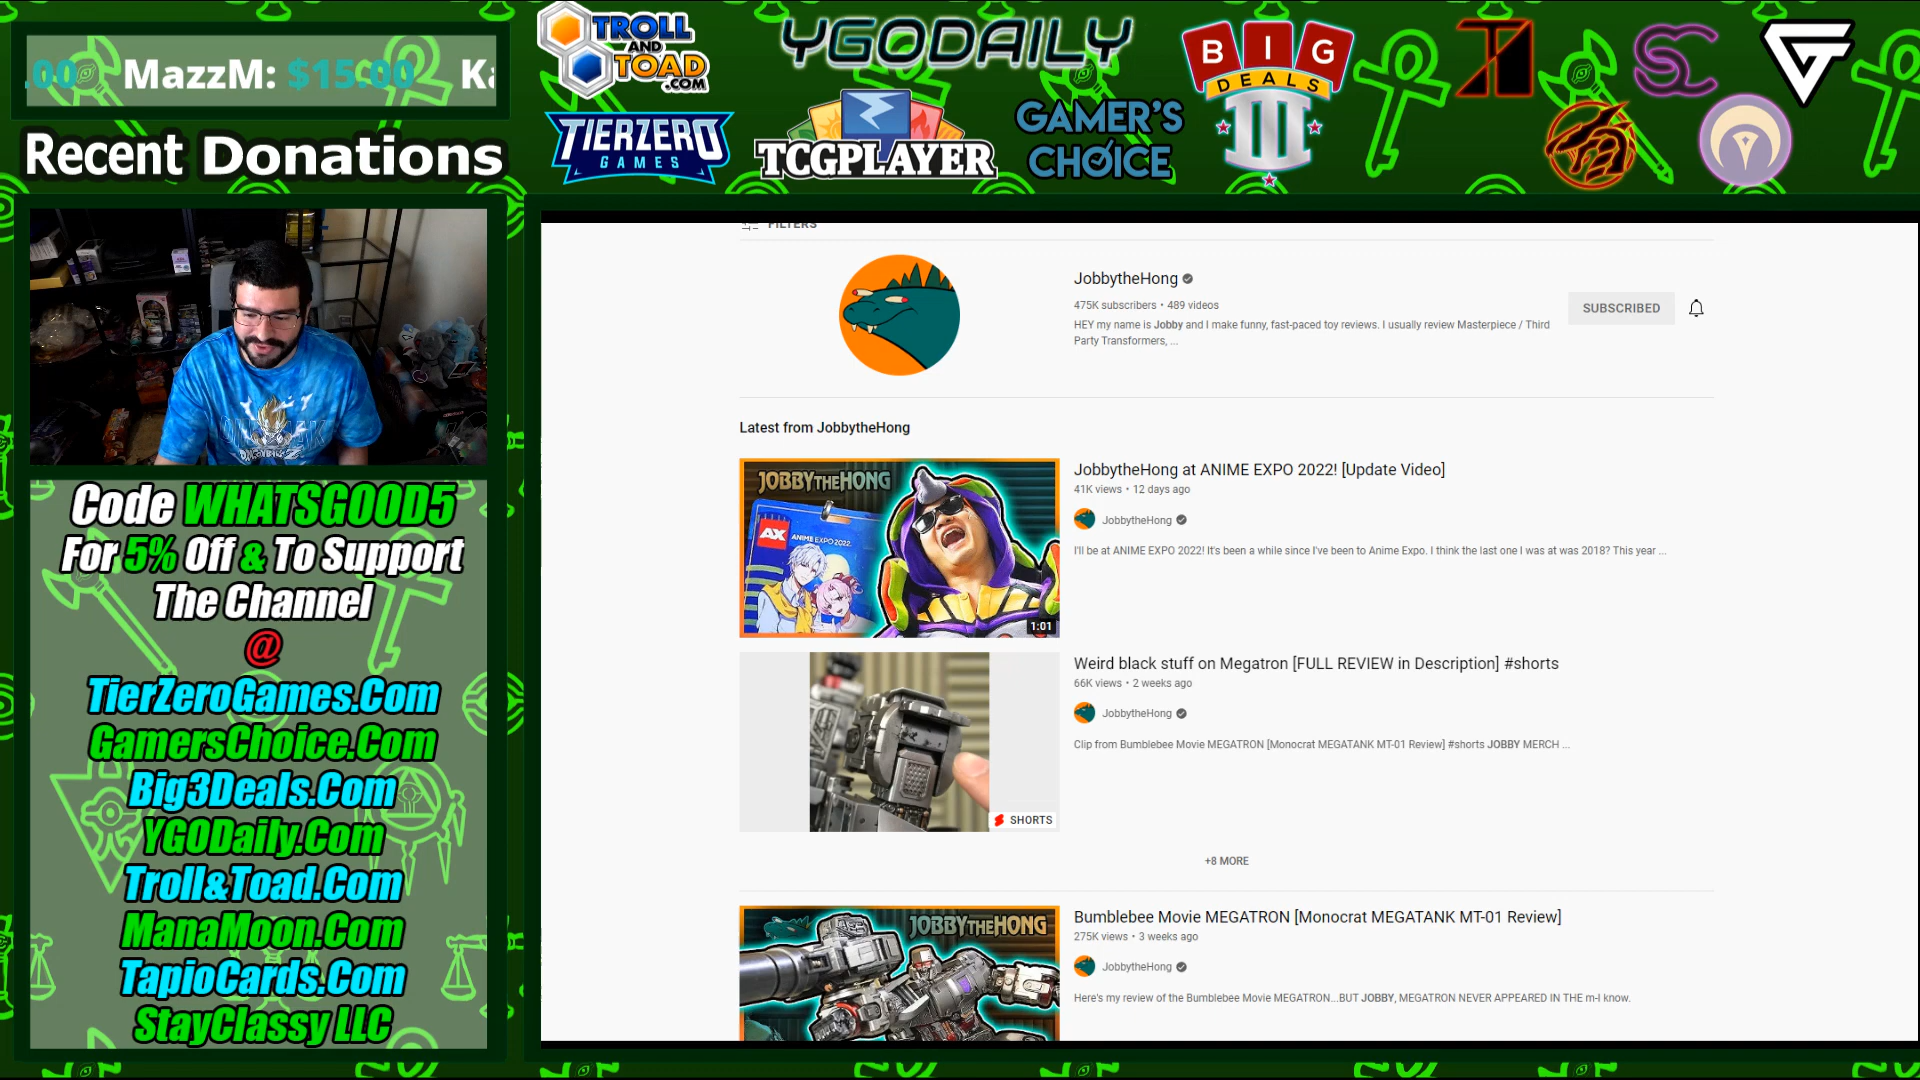 .00 MazzM: $15.00 Ka
Recent Donations
TROLL
AND
TOAD
.COM
YGODAILY
BIG
DEALS
III
TIERZERO
GAMES
TCGPLAYER
GAMER'S
CHOICE
Code WHATSGOOD5
For 5% Off & To Support
The Channel
@
TierZeroGames.Com
GamersChoice.Com
Big3Deals.Com
YGODaily.Com
Troll&Toad.Com
ManaMoon.Com
TapioCards.Com
StayClassy LLC
FILTERS
JobbytheHong
475K subscribers • 489 videos
HEY my name is Jobby and I make funny, fast-paced toy reviews. I usually review Masterpiece / Third
Party Transformers, ...
SUBSCRIBED
Latest from JobbytheHong
JOBBYTHEHONG
AX
ANIME EXPO 2022
1:01
JobbytheHong at ANIME EXPO 2022! [Update Video]
41K views • 12 days ago
JobbytheHong
I'll be at ANIME EXPO 2022! It's been a while since I've been to Anime Expo. I think the last one I was at was 2018? This year ...
SHORTS
Weird black stuff on Megatron [FULL REVIEW in Description] #shorts
66K views • 2 weeks ago
JobbytheHong
Clip from Bumblebee Movie MEGATRON [Monocrat MEGATANK MT-01 Review] #shorts JOBBY MERCH ...
+8 MORE
JOBBYTHEHONG
Bumblebee Movie MEGATRON [Monocrat MEGATANK MT-01 Review]
275K views • 3 weeks ago
JobbytheHong
Here's my review of the Bumblebee Movie MEGATRON...BUT JOBBY, MEGATRON NEVER APPEARED IN THE m-I know.